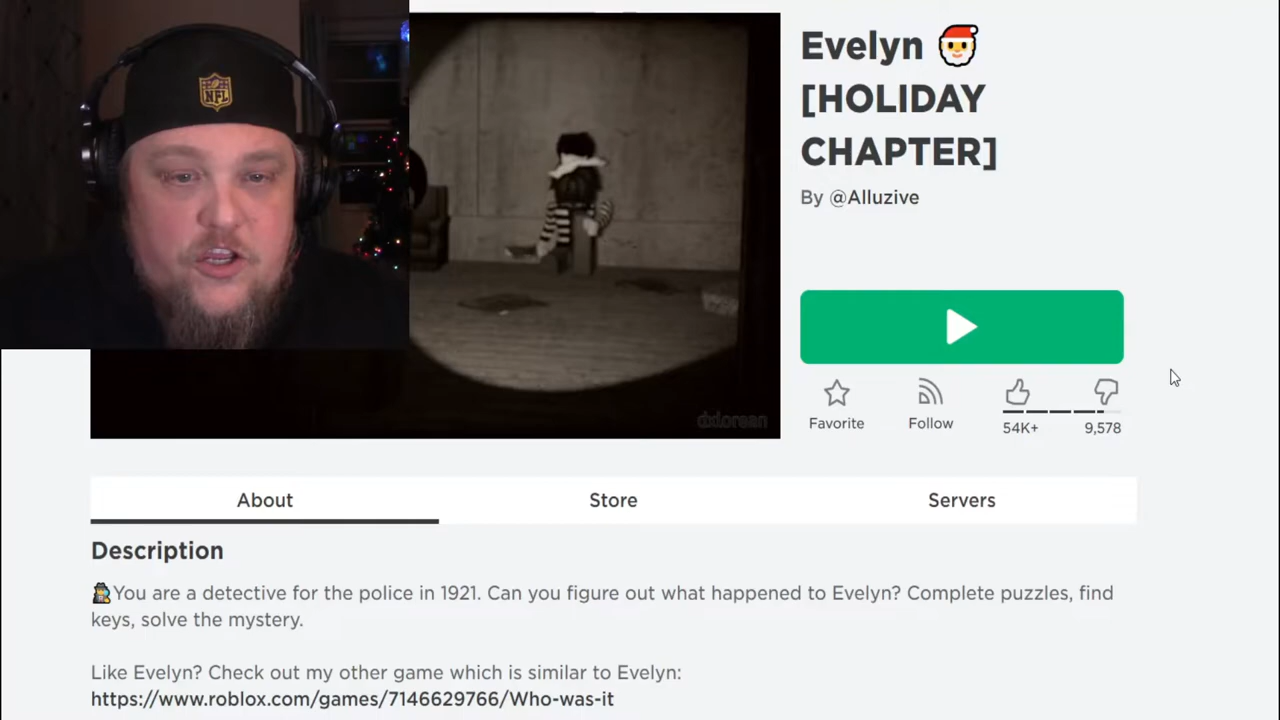 NFL
Evelyn 🎅
[HOLIDAY
CHAPTER]
By @Alluzive
dxlorean
Favorite
Follow
54K+
9,578
About
Store
Servers
Description
🕵️You are a detective for the police in 1921. Can you figure out what happened to Evelyn? Complete puzzles, find
keys, solve the mystery.
Like Evelyn? Check out my other game which is similar to Evelyn:
https://www.roblox.com/games/7146629766/Who-was-it